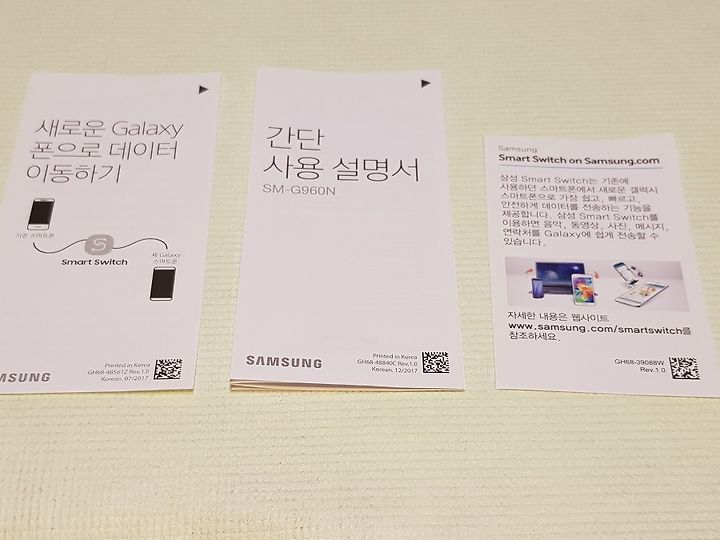 새로운 Galaxy
폰으로 데이터
이동하기
기존 스마트폰
S
Smart Switch
새 Galaxy
스마트폰
AMSUNG
Printed in Korea
GH68-48561Z Rev.1.0
Korean. 07/2017
간단
사용 설명서
SM-G960N
SAMSUNG
Printed in Korea
GH68-48840C Rev.1.0
Korean. 12/2017
Samsung
Smart Switch on Samsung.com
삼성 Smart Switch는 기존에
사용하던 스마트폰에서 새로운 갤럭시
스마트폰으로 가장 쉽고, 빠르고,
안전하게 데이터를 전송하는 기능을
제공합니다. 삼성 Smart Switch를
이용하면 음악, 동영상, 사진, 메시지,
연락처를 Galaxy에 쉽게 전송할 수
있습니다.
자세한 내용은 웹사이트
www.samsung.com/smartswitch를
참조하세요.
GH68-39088W
Rev.1.0